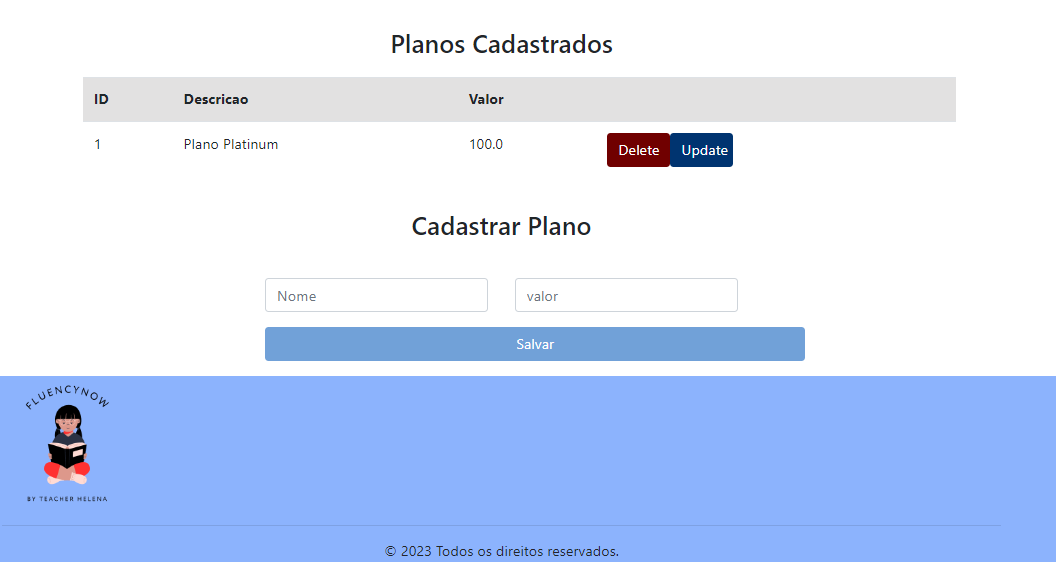 Planos Cadastrados
ID Descricao Valor
1 Plano Platinum 100.0 Delete Update
Cadastrar Plano
Nome valor
Salvar
FLUENCYNOW
BY TEACHER HELENA
© 2023 Todos os direitos reservados.